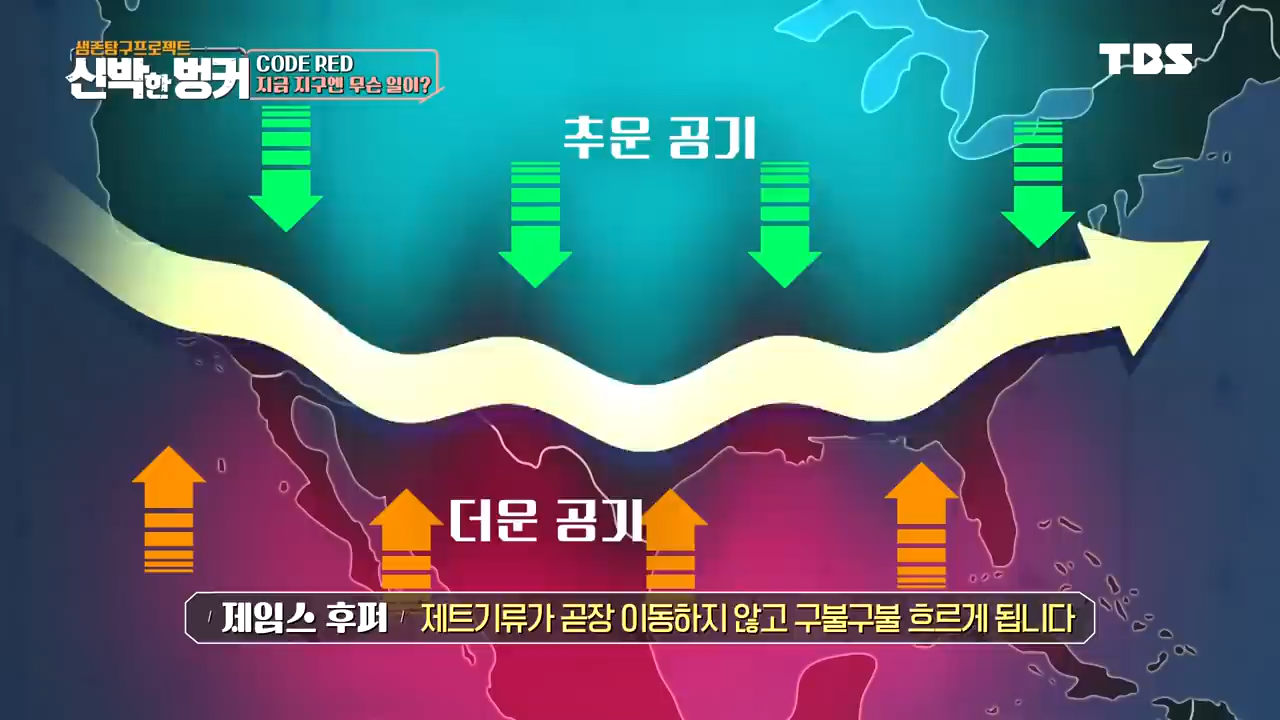 생존탐구프로젝트
신박한 벙커
CODE RED
지금 지구엔 무슨 일이?
TBS
추운 공기
더운 공기
제임스 후퍼 제트기류가 곧장 이동하지 않고 구불구불 흐르게 됩니다